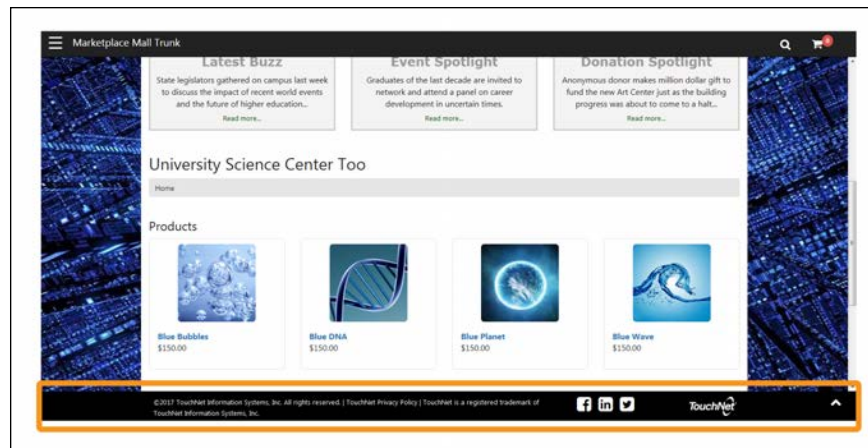 Marketplace Mall Trunk
0
Latest Buzz
State legislators gathered on campus last week
to discuss the impact of recent world events
and the future of higher education...
Read more...
Event Spotlight
Graduates of the last decade are invited to
network and attend a panel on career
development in uncertain times.
Read more...
Donation Spotlight
Anonymous donor makes million dollar gift to
fund the new Art Center just as the building
progress was about to come to a halt...
Read more...
University Science Center Too
Home
Products
Blue Bubbles
$150.00
Blue DNA
$150.00
Blue Planet
$150.00
Blue Wave
$150.00
©2017 TouchNet Information Systems, Inc. All rights reserved. | TouchNet Privacy Policy | TouchNet is a registered trademark of
TouchNet Information Systems, Inc.
TouchNet